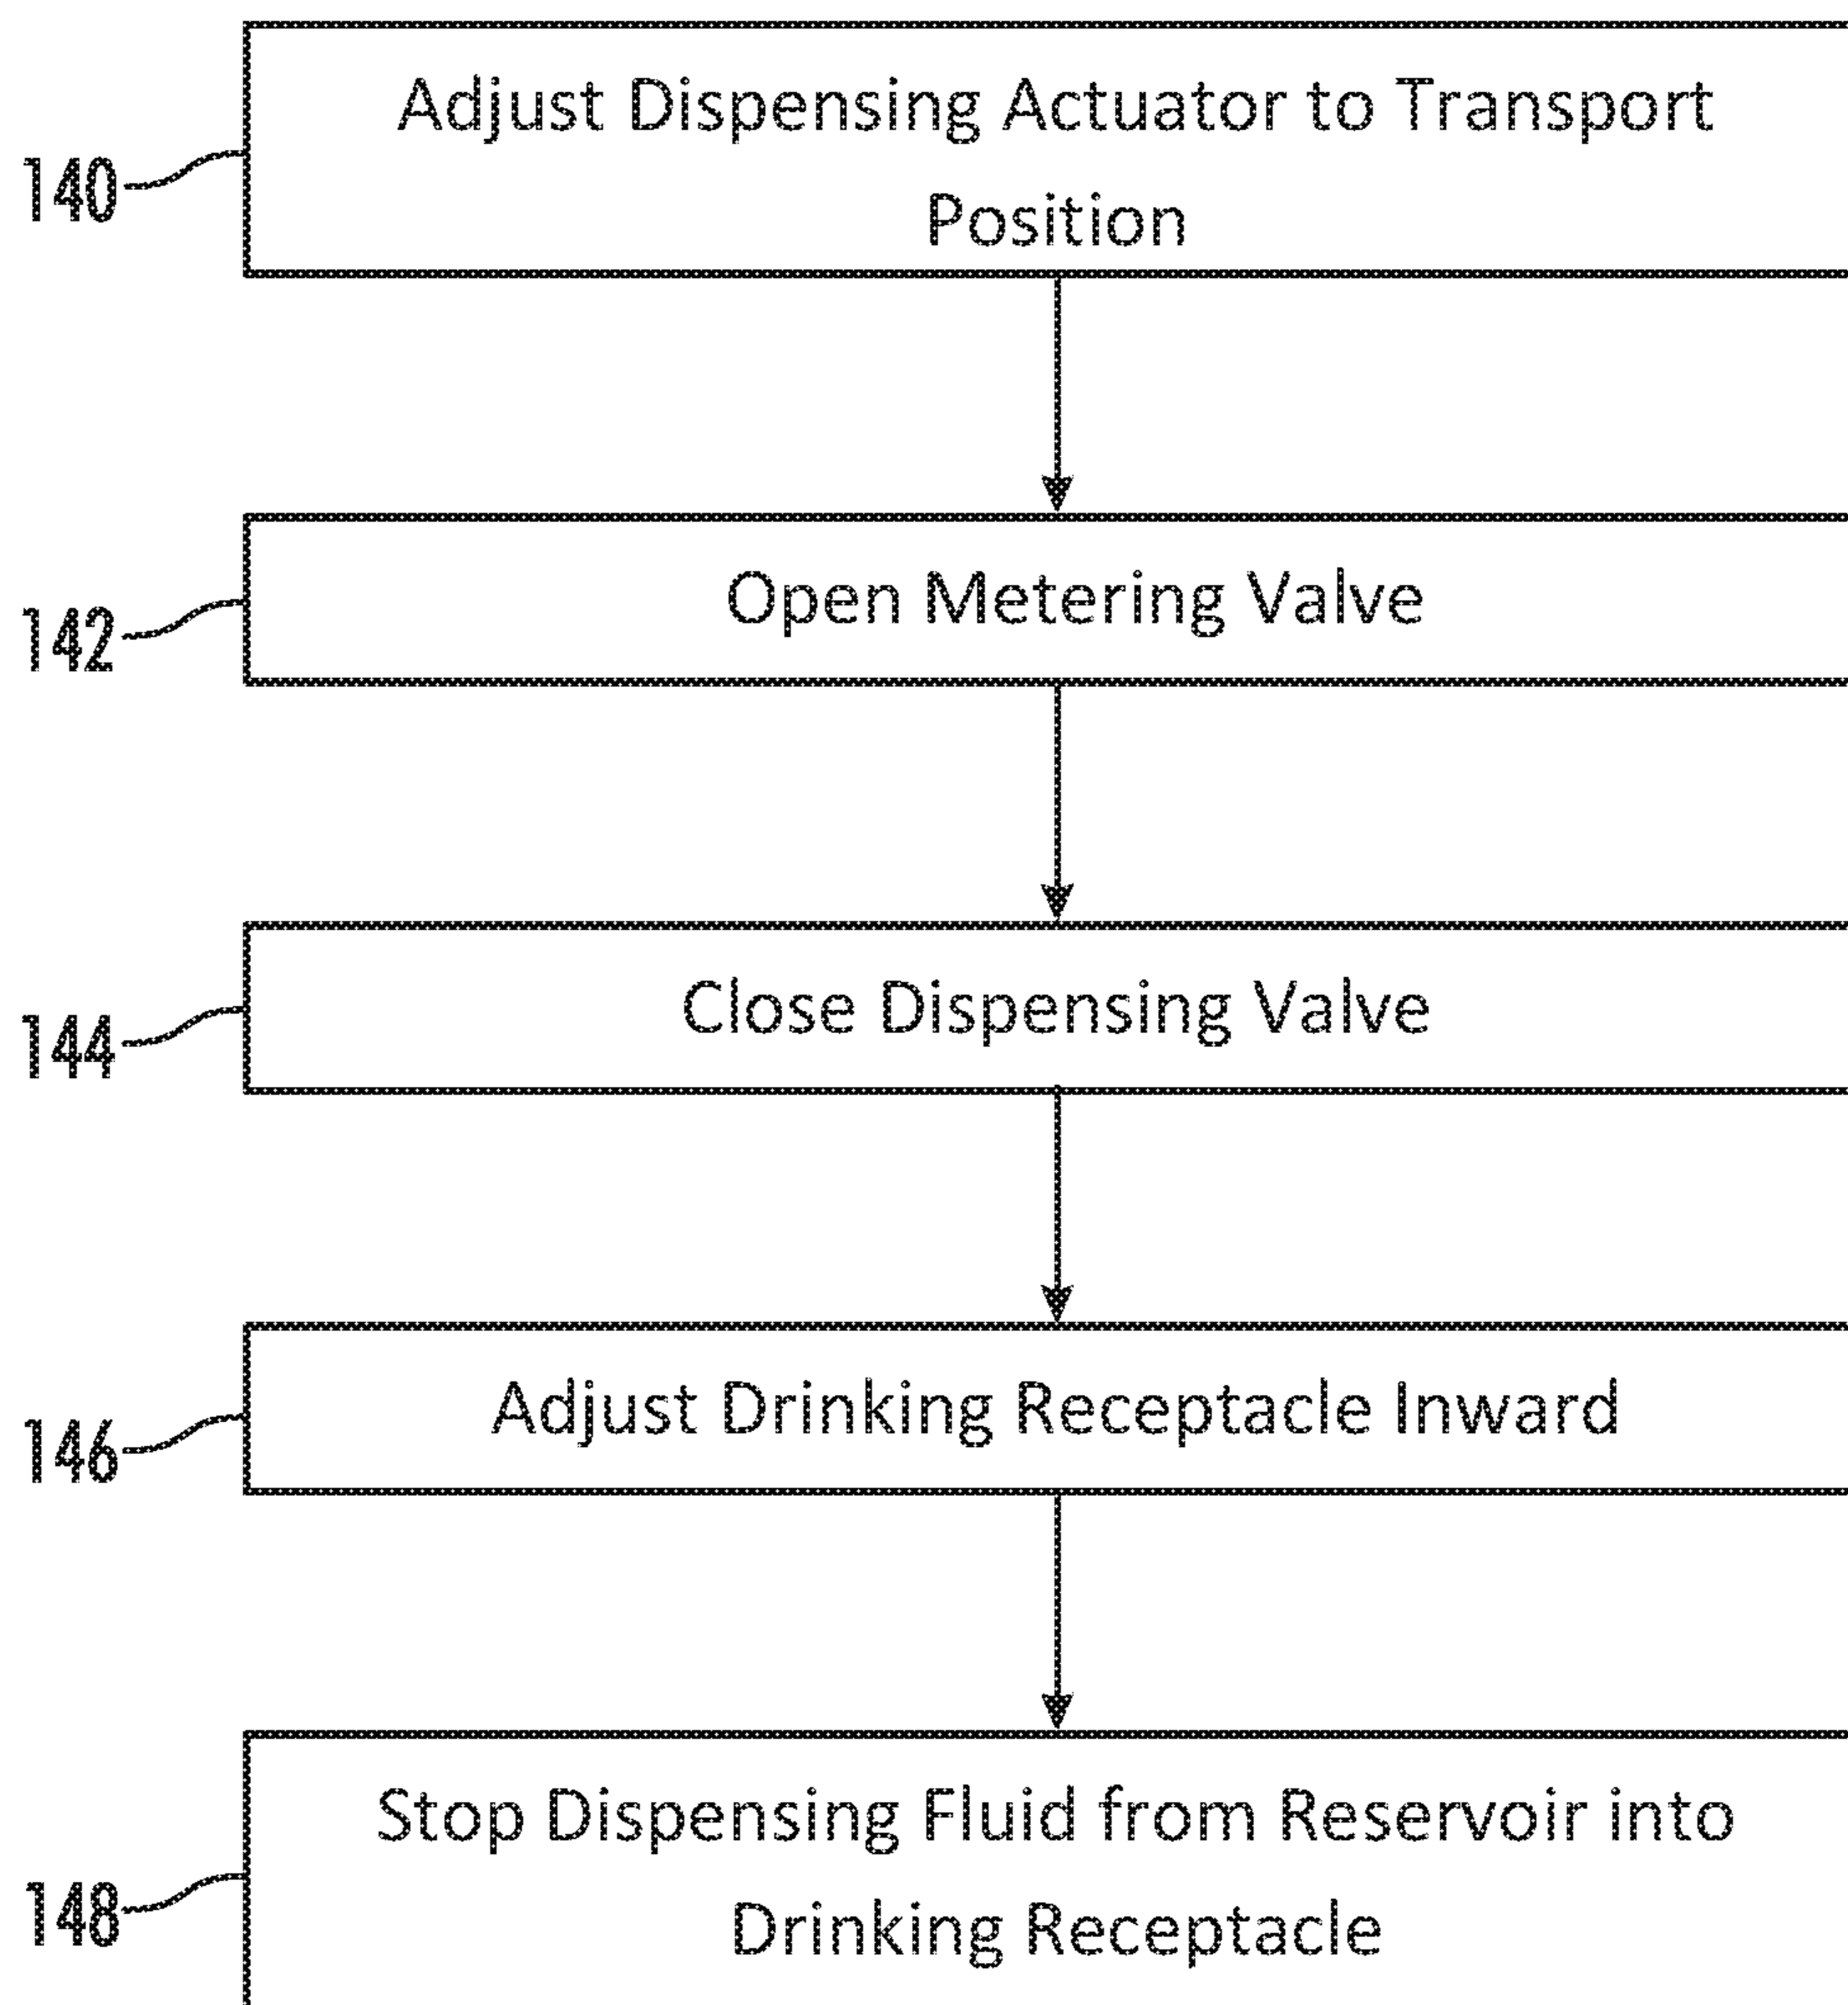 Adjust Dispensing Actuator to Transport
Position
140
Open Metering Valve
142
Close Dispensing Valve
144
Adjust Drinking Receptacle Inward
146
Stop Dispensing Fluid from Reservoir into
Drinking Receptacle
148